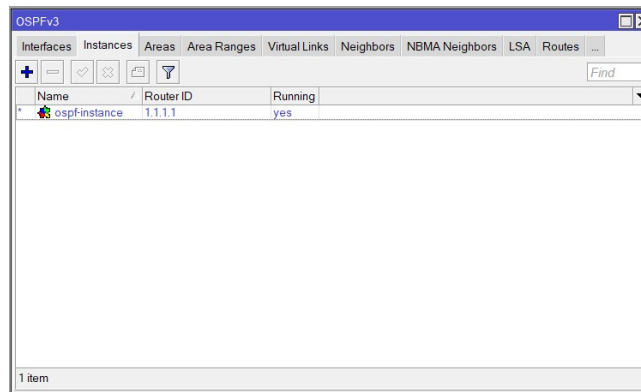 OSPFv3
Interfaces Instances Areas Area Ranges Virtual Links Neighbors NBMA Neighbors LSA Routes ...
Find
Name Router ID Running
* ospf-instance 1.1.1.1 yes
1 item